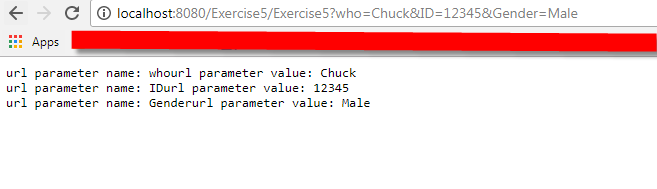 localhost:8080/Exercise5/Exercise5?who=Chuck&ID=12345&Gender=Male
Apps
url parameter name: whourl parameter value: Chuck
url parameter name: IDurl parameter value: 12345
url parameter name: Genderurl parameter value: Male